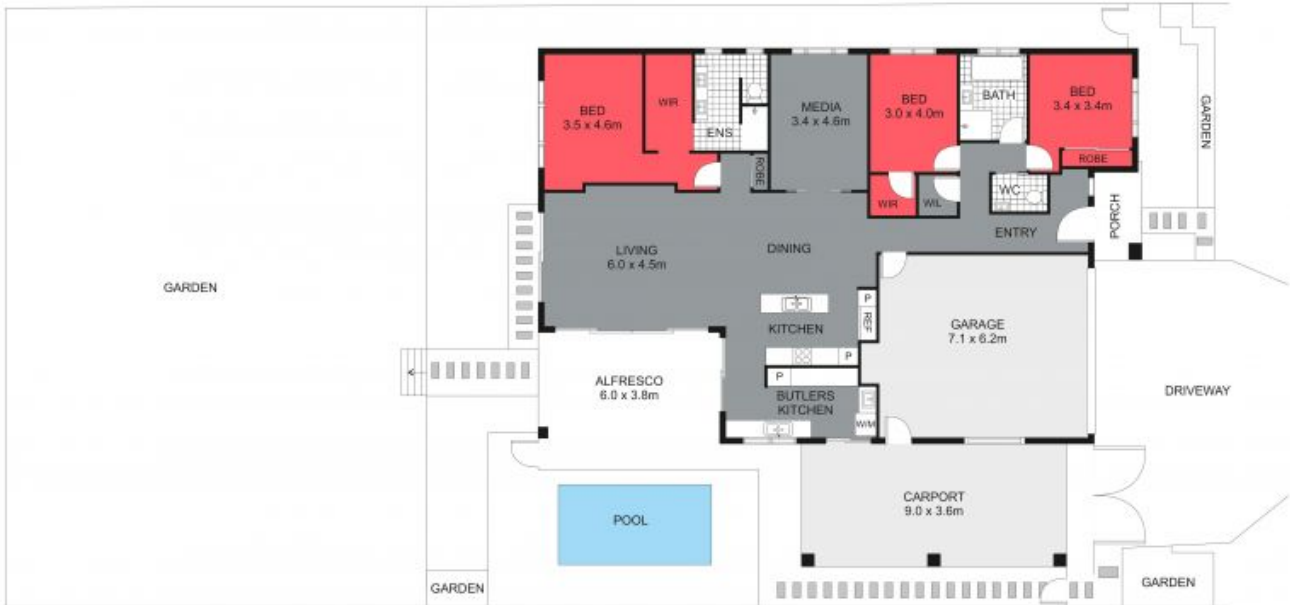 BED
3.5 x 4.6m
WIR
ENS
ROBE
MEDIA
3.4 x 4.6m
BED
3.0 x 4.0m
BATH
BED
3.4 x 3.4m
ROBE
GARDEN
WIR
WIL
WC
PORCH
ENTRY
LIVING
6.0 x 4.5m
DINING
GARDEN
P
REF
KITCHEN
P
GARAGE
7.1 x 6.2m
ALFRESCO
6.0 x 3.8m
P
BUTLERS
KITCHEN
W/M
DRIVEWAY
POOL
CARPORT
9.0 x 3.6m
GARDEN
GARDEN